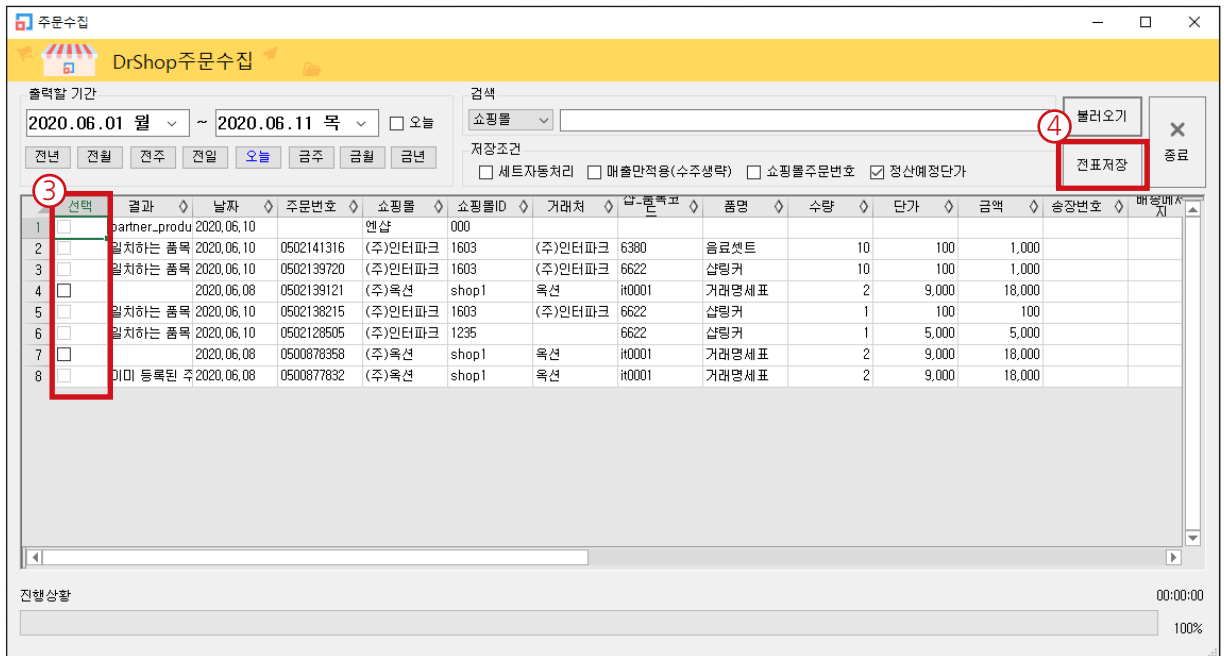 주문수집
DrShop주문수집
출력할 기간
2020.06.01 월 ~ 2020.06.11 목 오늘
전년 전월 전주 전일 오늘 금주 금월 금년
검색
쇼핑몰
저장조건
세트자동처리 매출만적용(수주생략) 쇼핑몰주문번호 정산예정단가
④
불러오기
전표저장
종료
③
선택 결과 날짜 주문번호 쇼핑몰 쇼핑몰ID 거래처 품명 수량 단가 금액 송장번호
1 partner_produ 2020,06,10 엔샵 000
2 일치하는 품목 2020,06,10 0502141316 (주)인터파크 1603 (주)인터파크 6380 음료셋트 10 100 1,000
3 일치하는 품목 2020,06,10 0502139720 (주)인터파크 1603 (주)인터파크 6622 샵링커 10 100 1,000
4 2020,06,08 0502139121 (주)옥션 shop1 옥션 it0001 거래명세표 2 9,000 18,000
5 일치하는 품목 2020,06,10 0502138215 (주)인터파크 1603 (주)인터파크 6622 샵링커 1 100 100
6 일치하는 품목 2020,06,10 0502128505 (주)인터파크 1235 6622 샵링커 1 5,000 5,000
7 2020,06,08 0500878358 (주)옥션 shop1 옥션 it0001 거래명세표 2 9,000 18,000
8 이미 등록된 주 2020,06,08 0500877832 (주)옥션 shop1 옥션 it0001 거래명세표 2 9,000 18,000
진행상황 00:00:00
100%